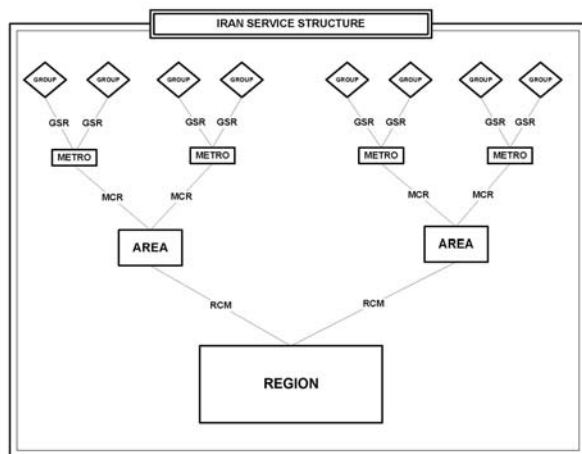 IRAN SERVICE STRUCTURE
GROUP GROUP GROUP GROUP GROUP GROUP GROUP GROUP
GSR GSR GSR GSR GSR GSR GSR GSR
METRO METRO METRO METRO
MCR MCR MCR MCR
AREA AREA
RCM RCM
REGION